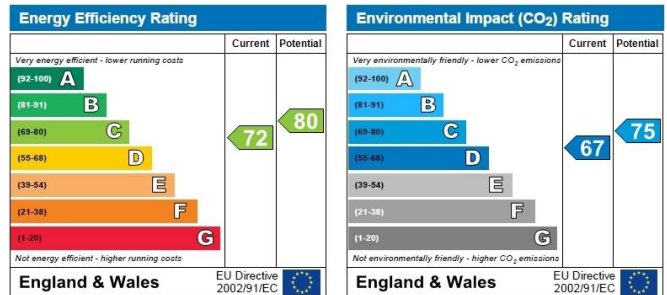 Energy Efficiency Rating
Current Potential
Very energy efficient - lower running costs
(92-100) A
(81-91) B
(69-80) C
(55-68) D
(39-54) E
(21-38) F
(1-20) G
72
80
Not energy efficient - higher running costs
England & Wales
EU Directive
2002/91/EC
Environmental Impact (CO₂) Rating
Current Potential
Very environmentally friendly - lower CO₂ emissions
(92-100) A
(81-91) B
(69-80) C
(55-68) D
(39-54) E
(21-38) F
(1-20) G
67
75
Not environmentally friendly - higher CO₂ emissions
England & Wales
EU Directive
2002/91/EC